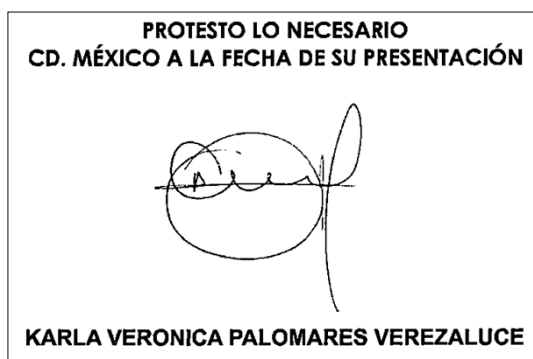 PROTESTO LO NECESARIO
CD. MÉXICO A LA FECHA DE SU PRESENTACIÓN
KARLA VERONICA PALOMARES VEREZALUCE